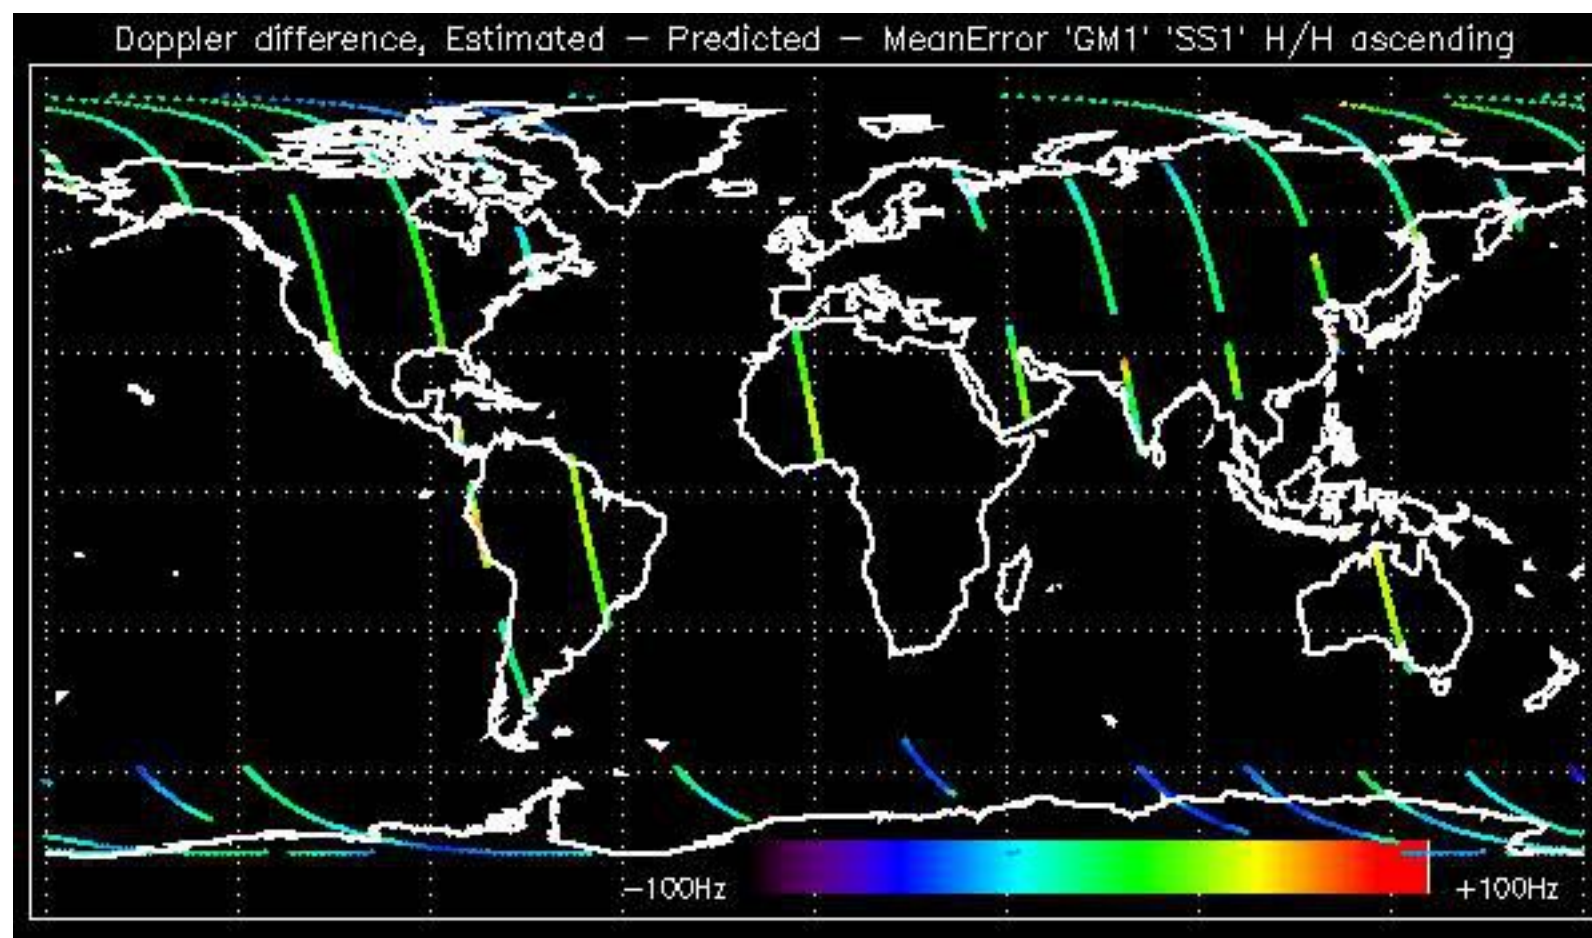 Doppler difference, Estimated – Predicted – MeanError 'GM1' 'SS1' H/H ascending
–100Hz +100Hz